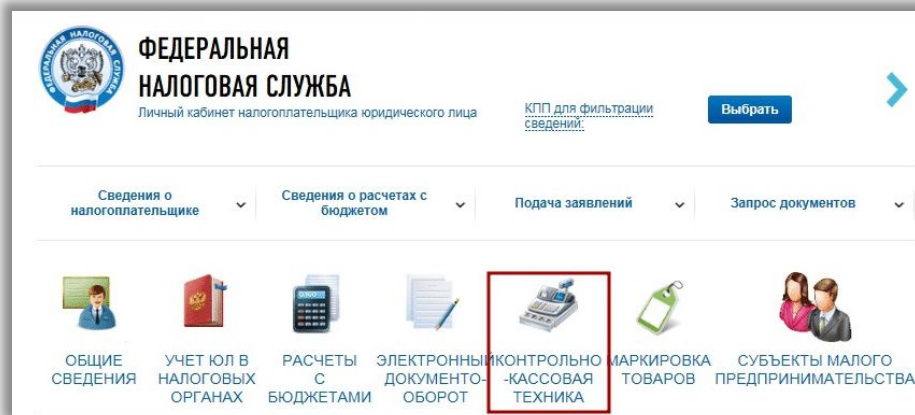 ФЕДЕРАЛЬНАЯ
НАЛОГОВАЯ СЛУЖБА
Личный кабинет налогоплательщика юридического лица
КПП для фильтрации
сведений:
Выбрать
Сведения о
налогоплательщике
Сведения о расчетах с
бюджетом
Подача заявлений
Запрос документов
ОБЩИЕ
СВЕДЕНИЯ
УЧЕТ ЮЛ В
НАЛОГОВЫХ
ОРГАНАХ
РАСЧЕТЫ
С
БЮДЖЕТАМИ
ЭЛЕКТРОННЫЙ
ДОКУМЕНТО-
ОБОРОТ
КОНТРОЛЬНО
-КАССОВАЯ
ТЕХНИКА
МАРКИРОВКА
ТОВАРОВ
СУБЪЕКТЫ МАЛОГО
ПРЕДПРИНИМАТЕЛЬСТВА